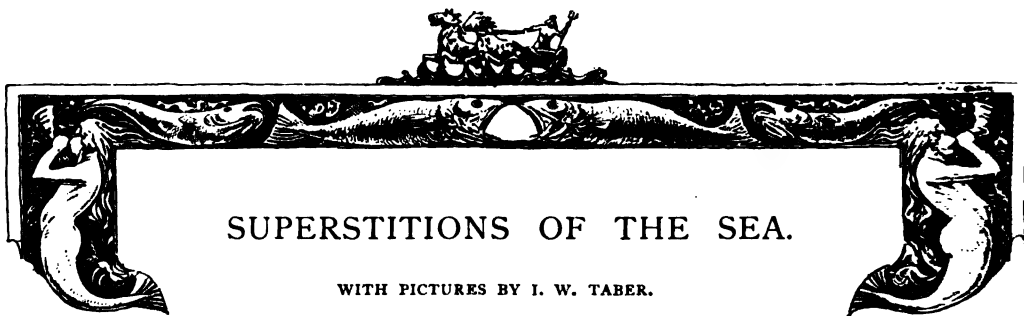 SUPERSTITIONS OF THE SEA.
WITH PICTURES BY I. W. TABER.